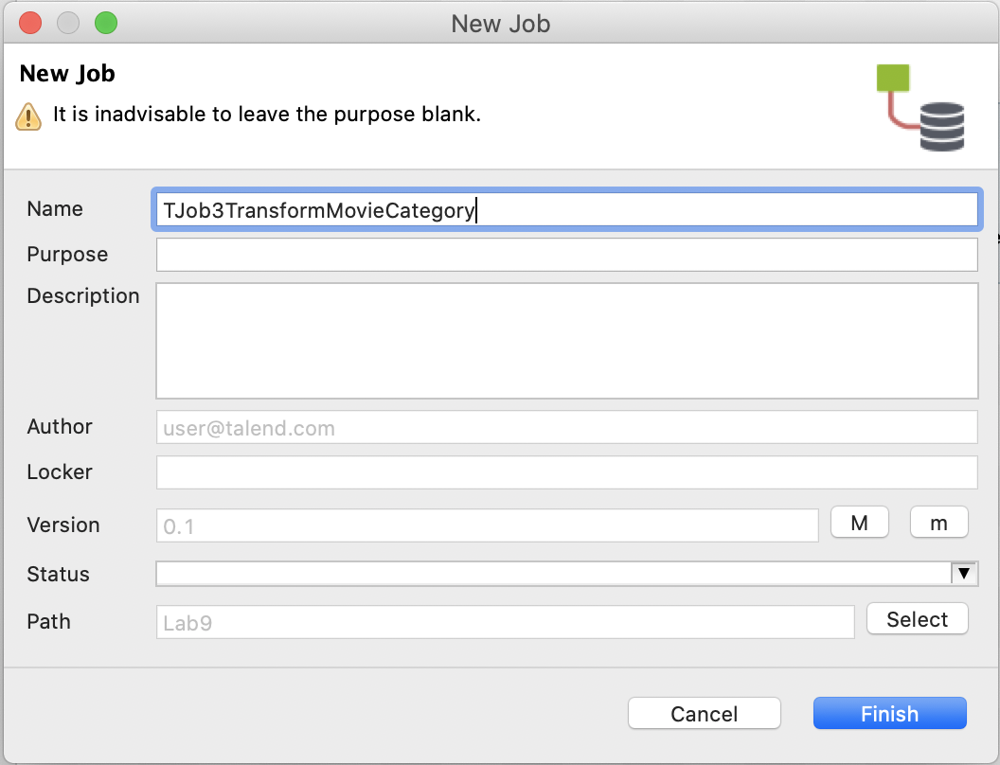 New Job
New Job
It is inadvisable to leave the purpose blank.
Name TJob3TransformMovieCategory
Purpose
Description
Author user@talend.com
Locker
Version 0.1 M m
Status ▼
Path Lab9 Select
Cancel Finish